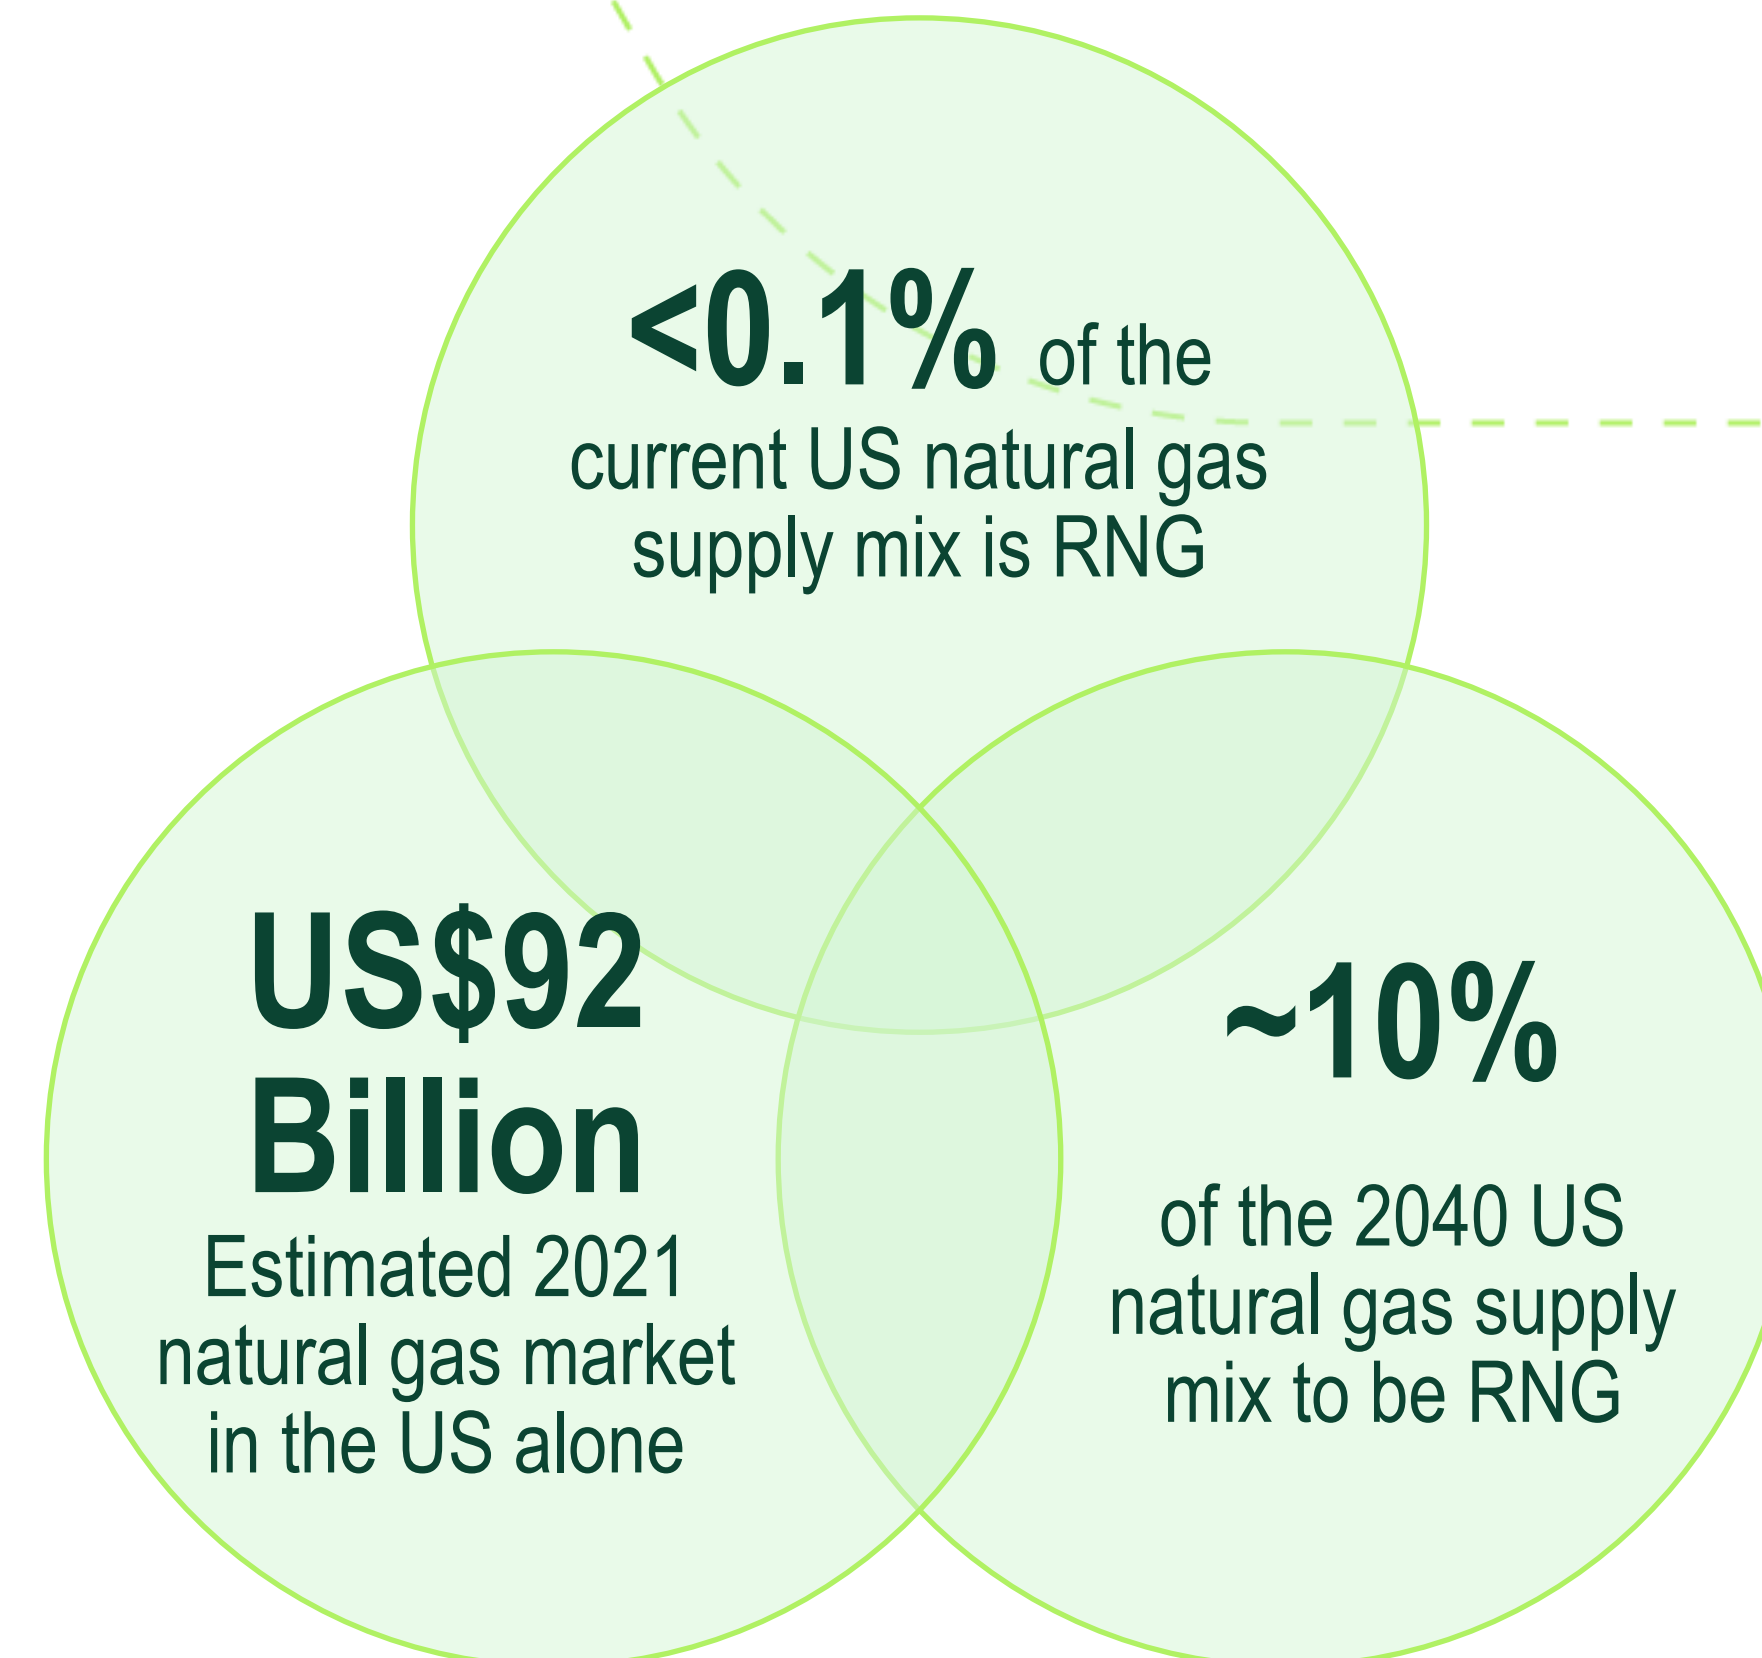 <0.1% of the
current US natural gas
supply mix is RNG
US$92
Billion
Estimated 2021
natural gas market
in the US alone
~10%
of the 2040 US
natural gas supply
mix to be RNG